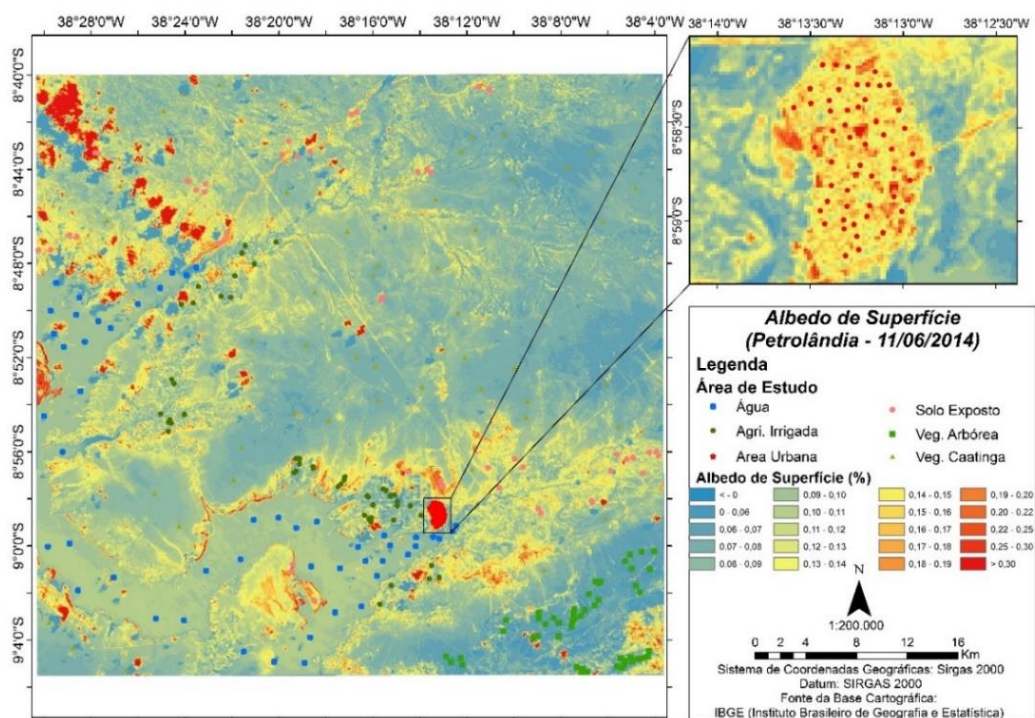 38°28'0"W 38°24'0"W 38°20'0"W 38°16'0"W 38°12'0"W 38°8'0"W 38°4'0"W
38°14'0"W 38°13'30"W 38°13'0"W 38°12'30"W
8°40'0"S
8°44'0"S
8°48'0"S
8°52'0"S
8°56'0"S
9°0'0"S
9°4'0"S
8°58'30"S
8°59'0"S
Albedo de Superfície
(Petrolândia - 11/06/2014)
Legenda
Área de Estudo
Água
Agri. Irrigada
Area Urbana
Solo Exposto
Veg. Arbórea
Veg. Caatinga
Albedo de Superfície (%)
< - 0 0,09 - 0,10 0,14 - 0,15 0,19 - 0,20
0 - 0,06 0,10 - 0,11 0,15 - 0,16 0,20 - 0,22
0,06 - 0,07 0,11 - 0,12 0,16 - 0,17 0,22 - 0,25
0,07 - 0,08 0,12 - 0,13 0,17 - 0,18 0,25 - 0,30
0,08 - 0,09 0,13 - 0,14 0,18 - 0,19 > 0,30
N
1:200.000
0 2 4 8 12 16
Km
Sistema de Coordenadas Geográficas: Sirgas 2000
Datum: SIRGAS 2000
Fonte da Base Cartográfica:
IBGE (Instituto Brasileiro de Geografia e Estatística)